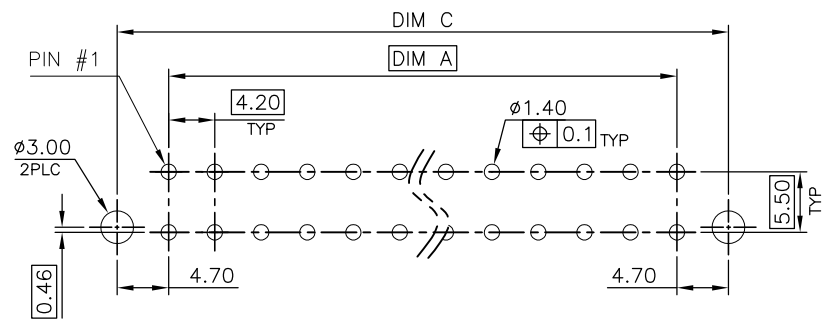 DIM C
PIN #1
DIM A
4.20
TYP
ø1.40
⌖ 0.1 TYP
ø3.00
2PLC
5.50
TYP
0.46
4.70
4.70